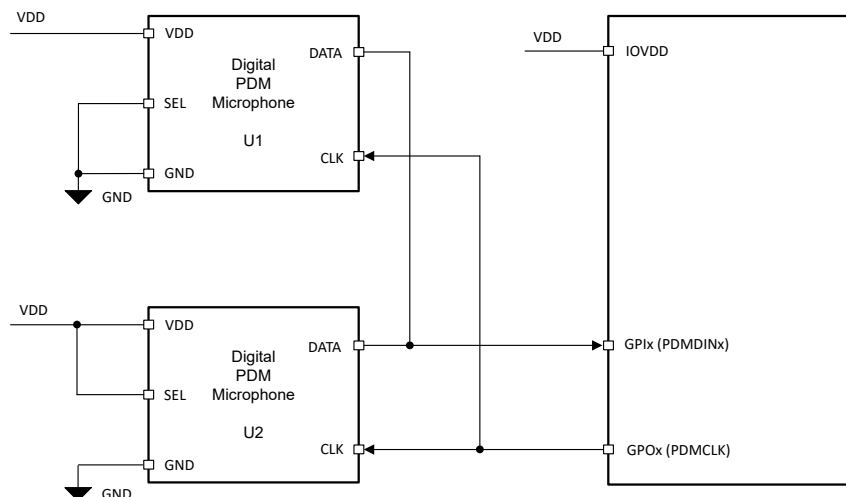 VDD
VDD
SEL
GND
GND
Digital
PDM
Microphone
U1
DATA
CLK
VDD
IOVDD
VDD
VDD
SEL
GND
GND
Digital
PDM
Microphone
U2
DATA
CLK
GPIx (PDMDINx)
GPOx (PDMCLK)